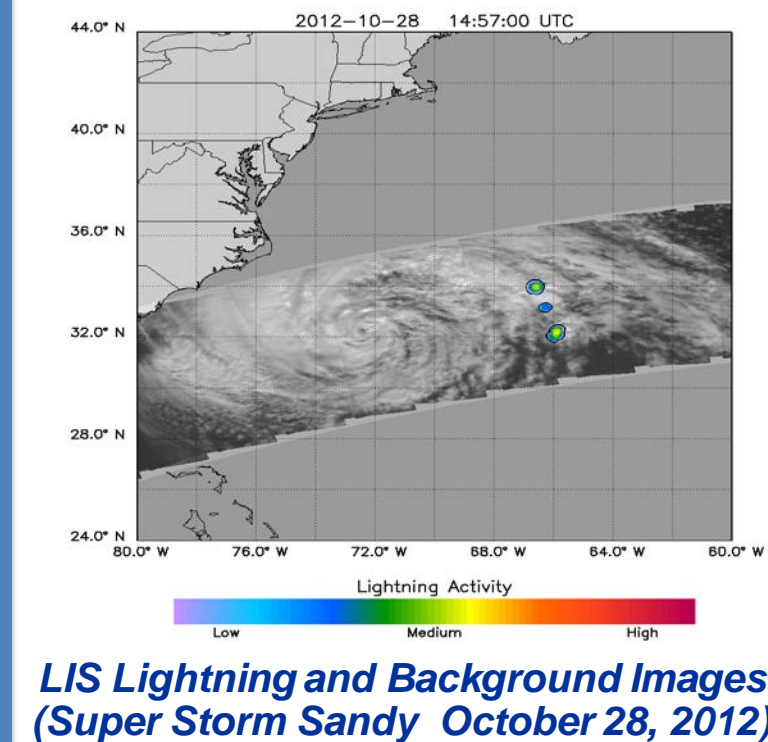 2012-10-28 14:57:00 UTC
44.0° N
40.0° N
36.0° N
32.0° N
28.0° N
24.0° N
80.0° W 76.0° W 72.0° W 68.0° W 64.0° W 60.0° W
Lightning Activity
Low Medium High
LIS Lightning and Background Images
(Super Storm Sandy October 28, 2012)